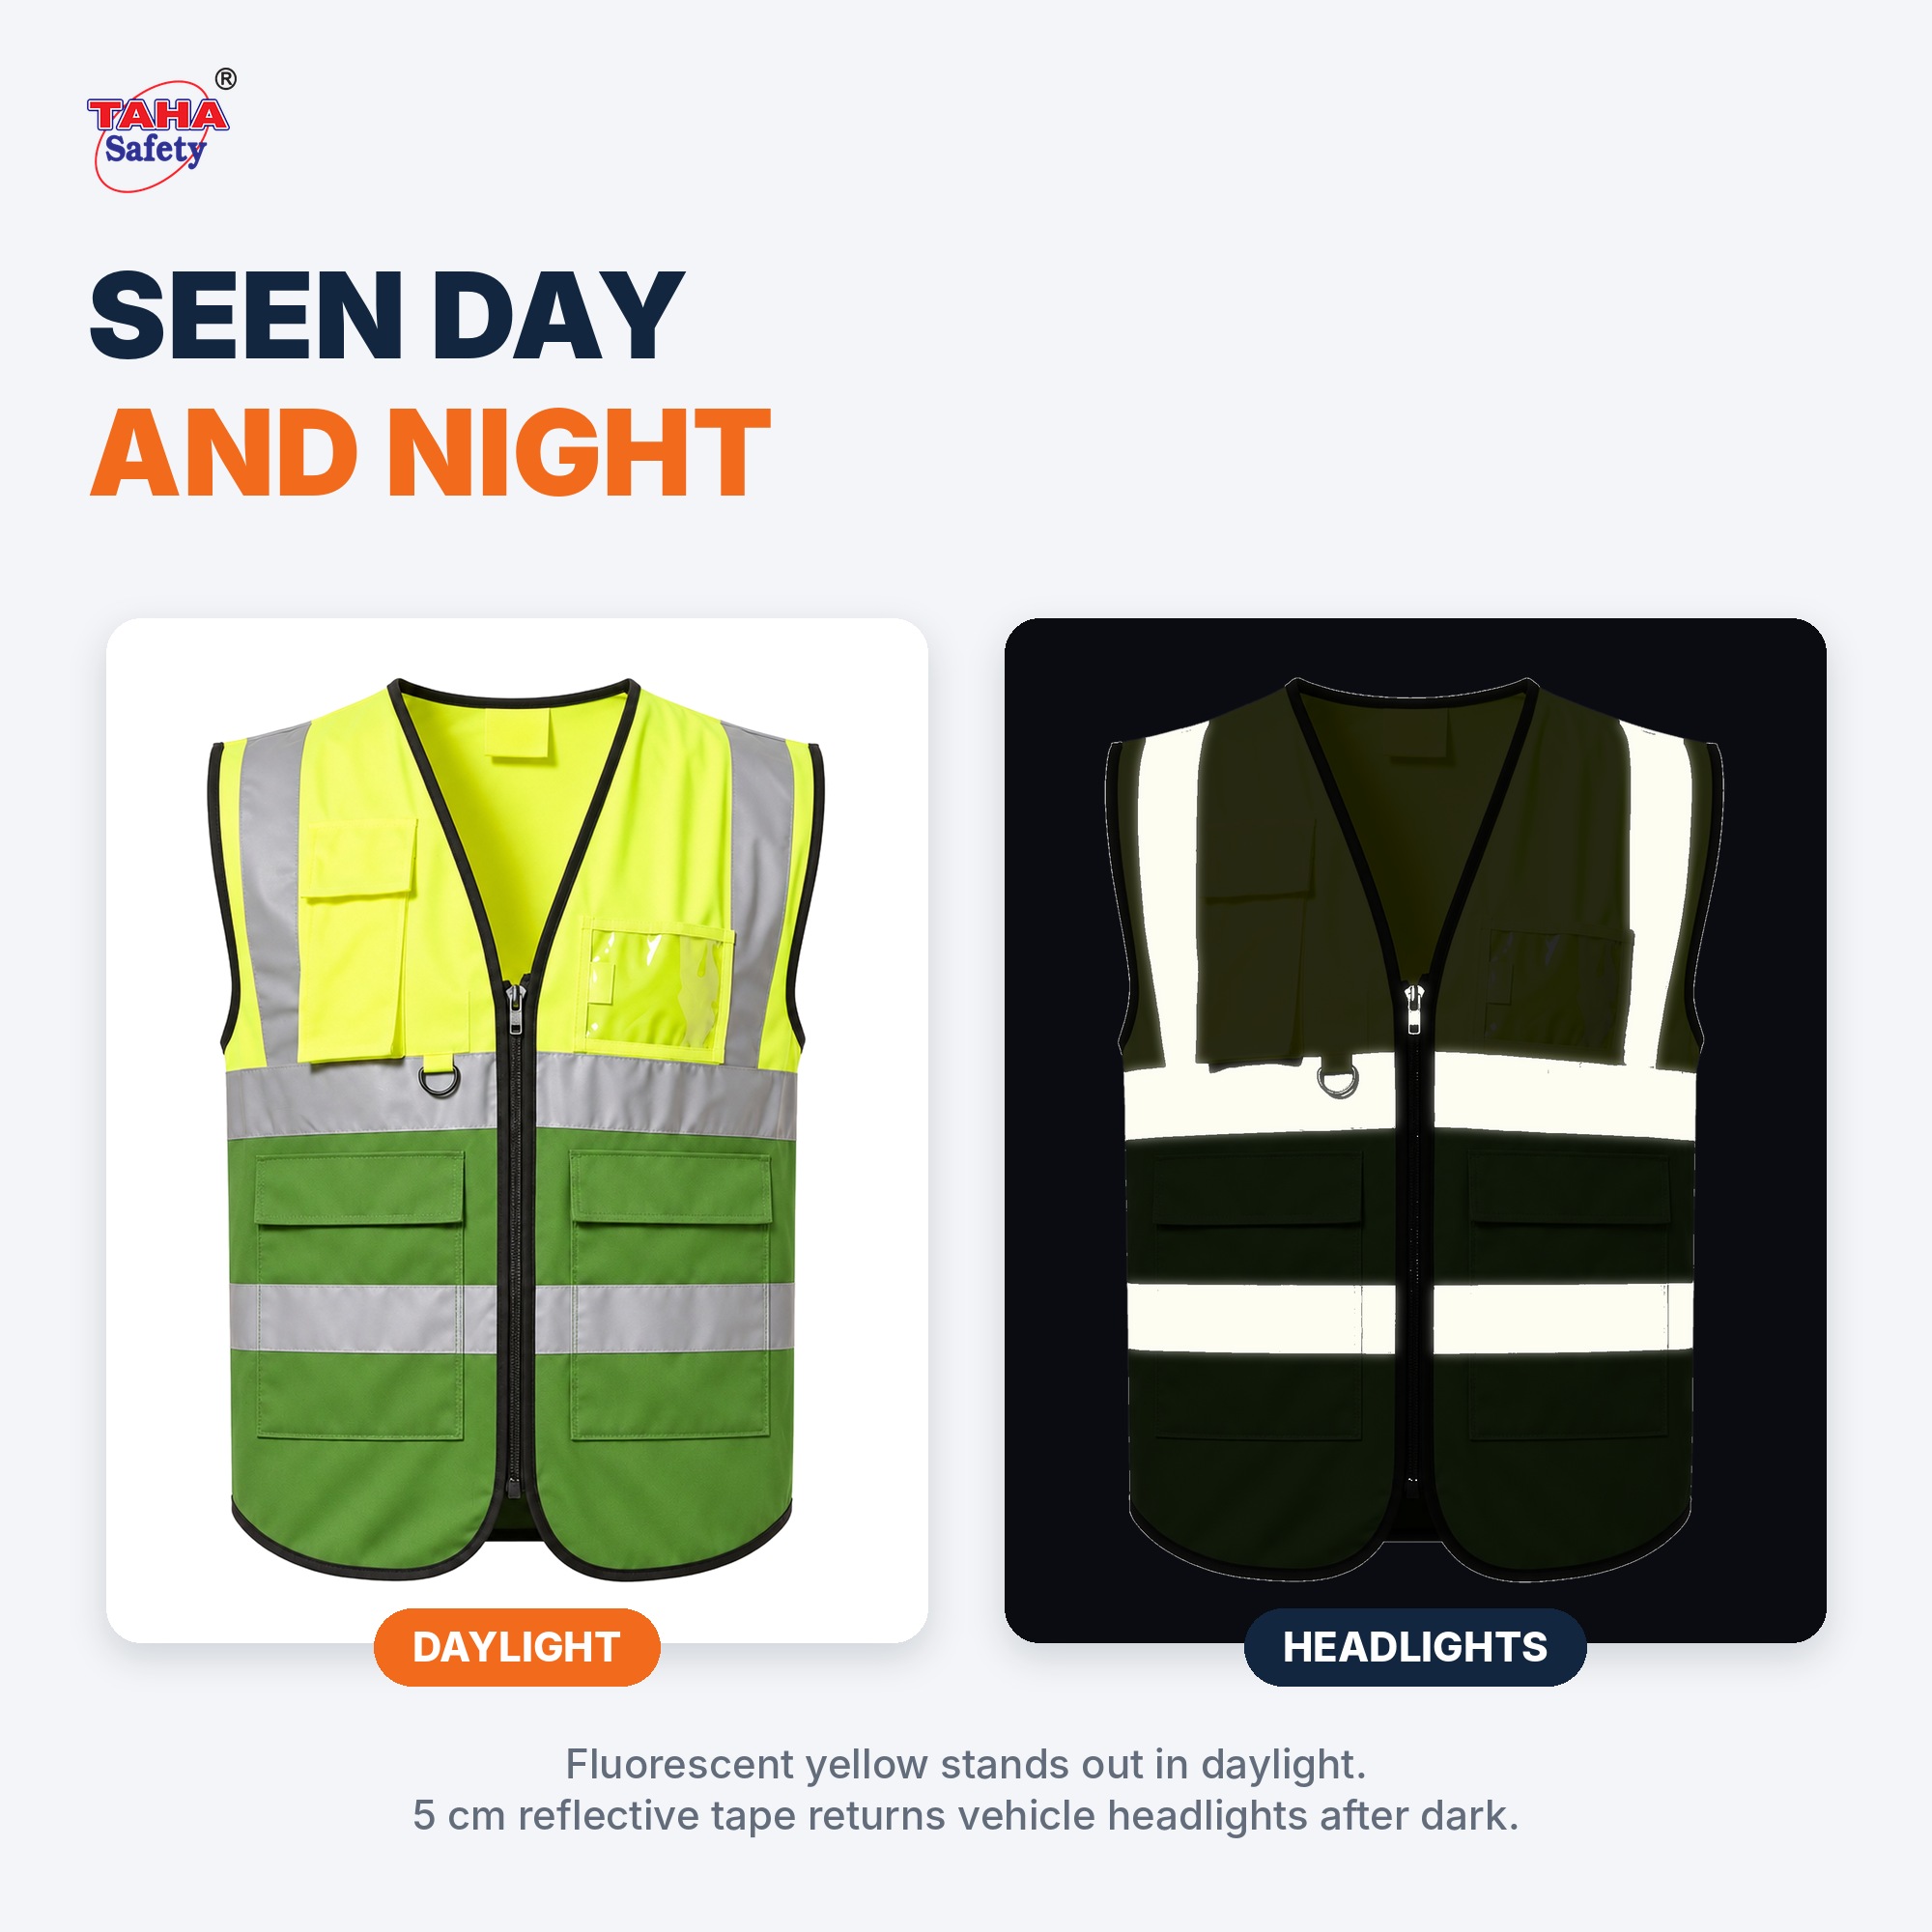 TAHA ®
Safety
SEEN DAY
AND NIGHT
DAYLIGHT
HEADLIGHTS
Fluorescent yellow stands out in daylight.
5 cm reflective tape returns vehicle headlights after dark.